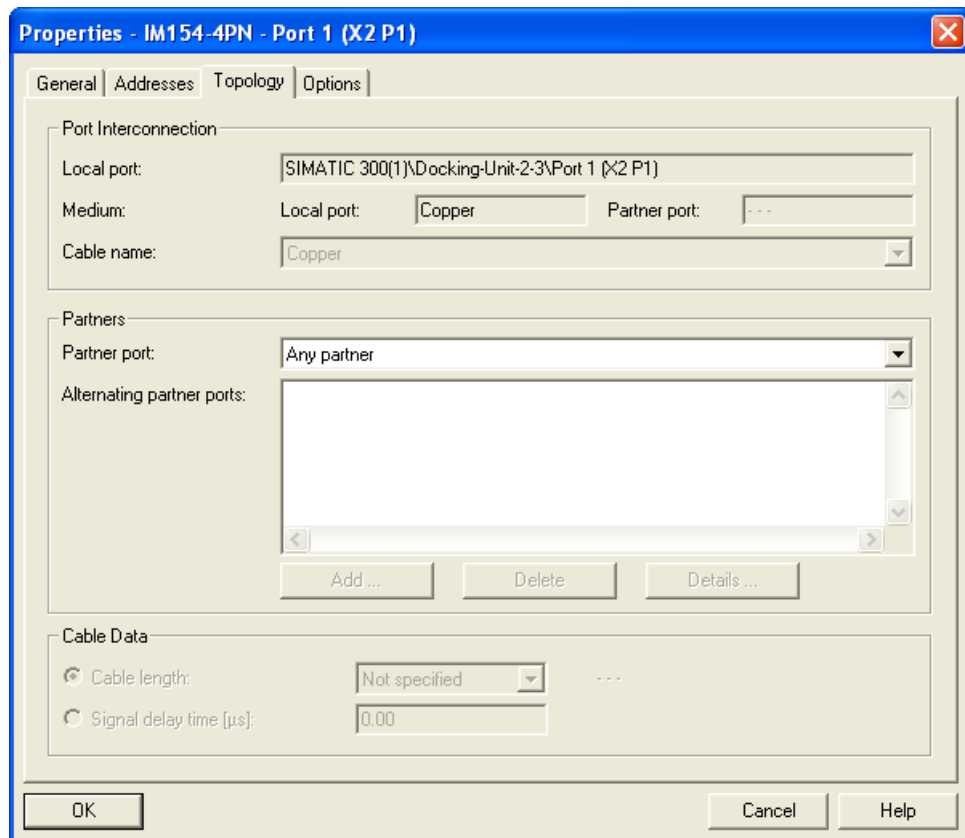 Properties - IM154-4PN - Port 1 (X2 P1)
General Addresses Topology Options
Port Interconnection
Local port: SIMATIC 300(1)\Docking-Unit-2-3\Port 1 (X2 P1)
Medium: Local port: Copper Partner port: - - -
Cable name: Copper
Partners
Partner port: Any partner
Alternating partner ports:
Add ... Delete Details ...
Cable Data
Cable length: Not specified - - -
Signal delay time [µs]: 0.00
OK Cancel Help